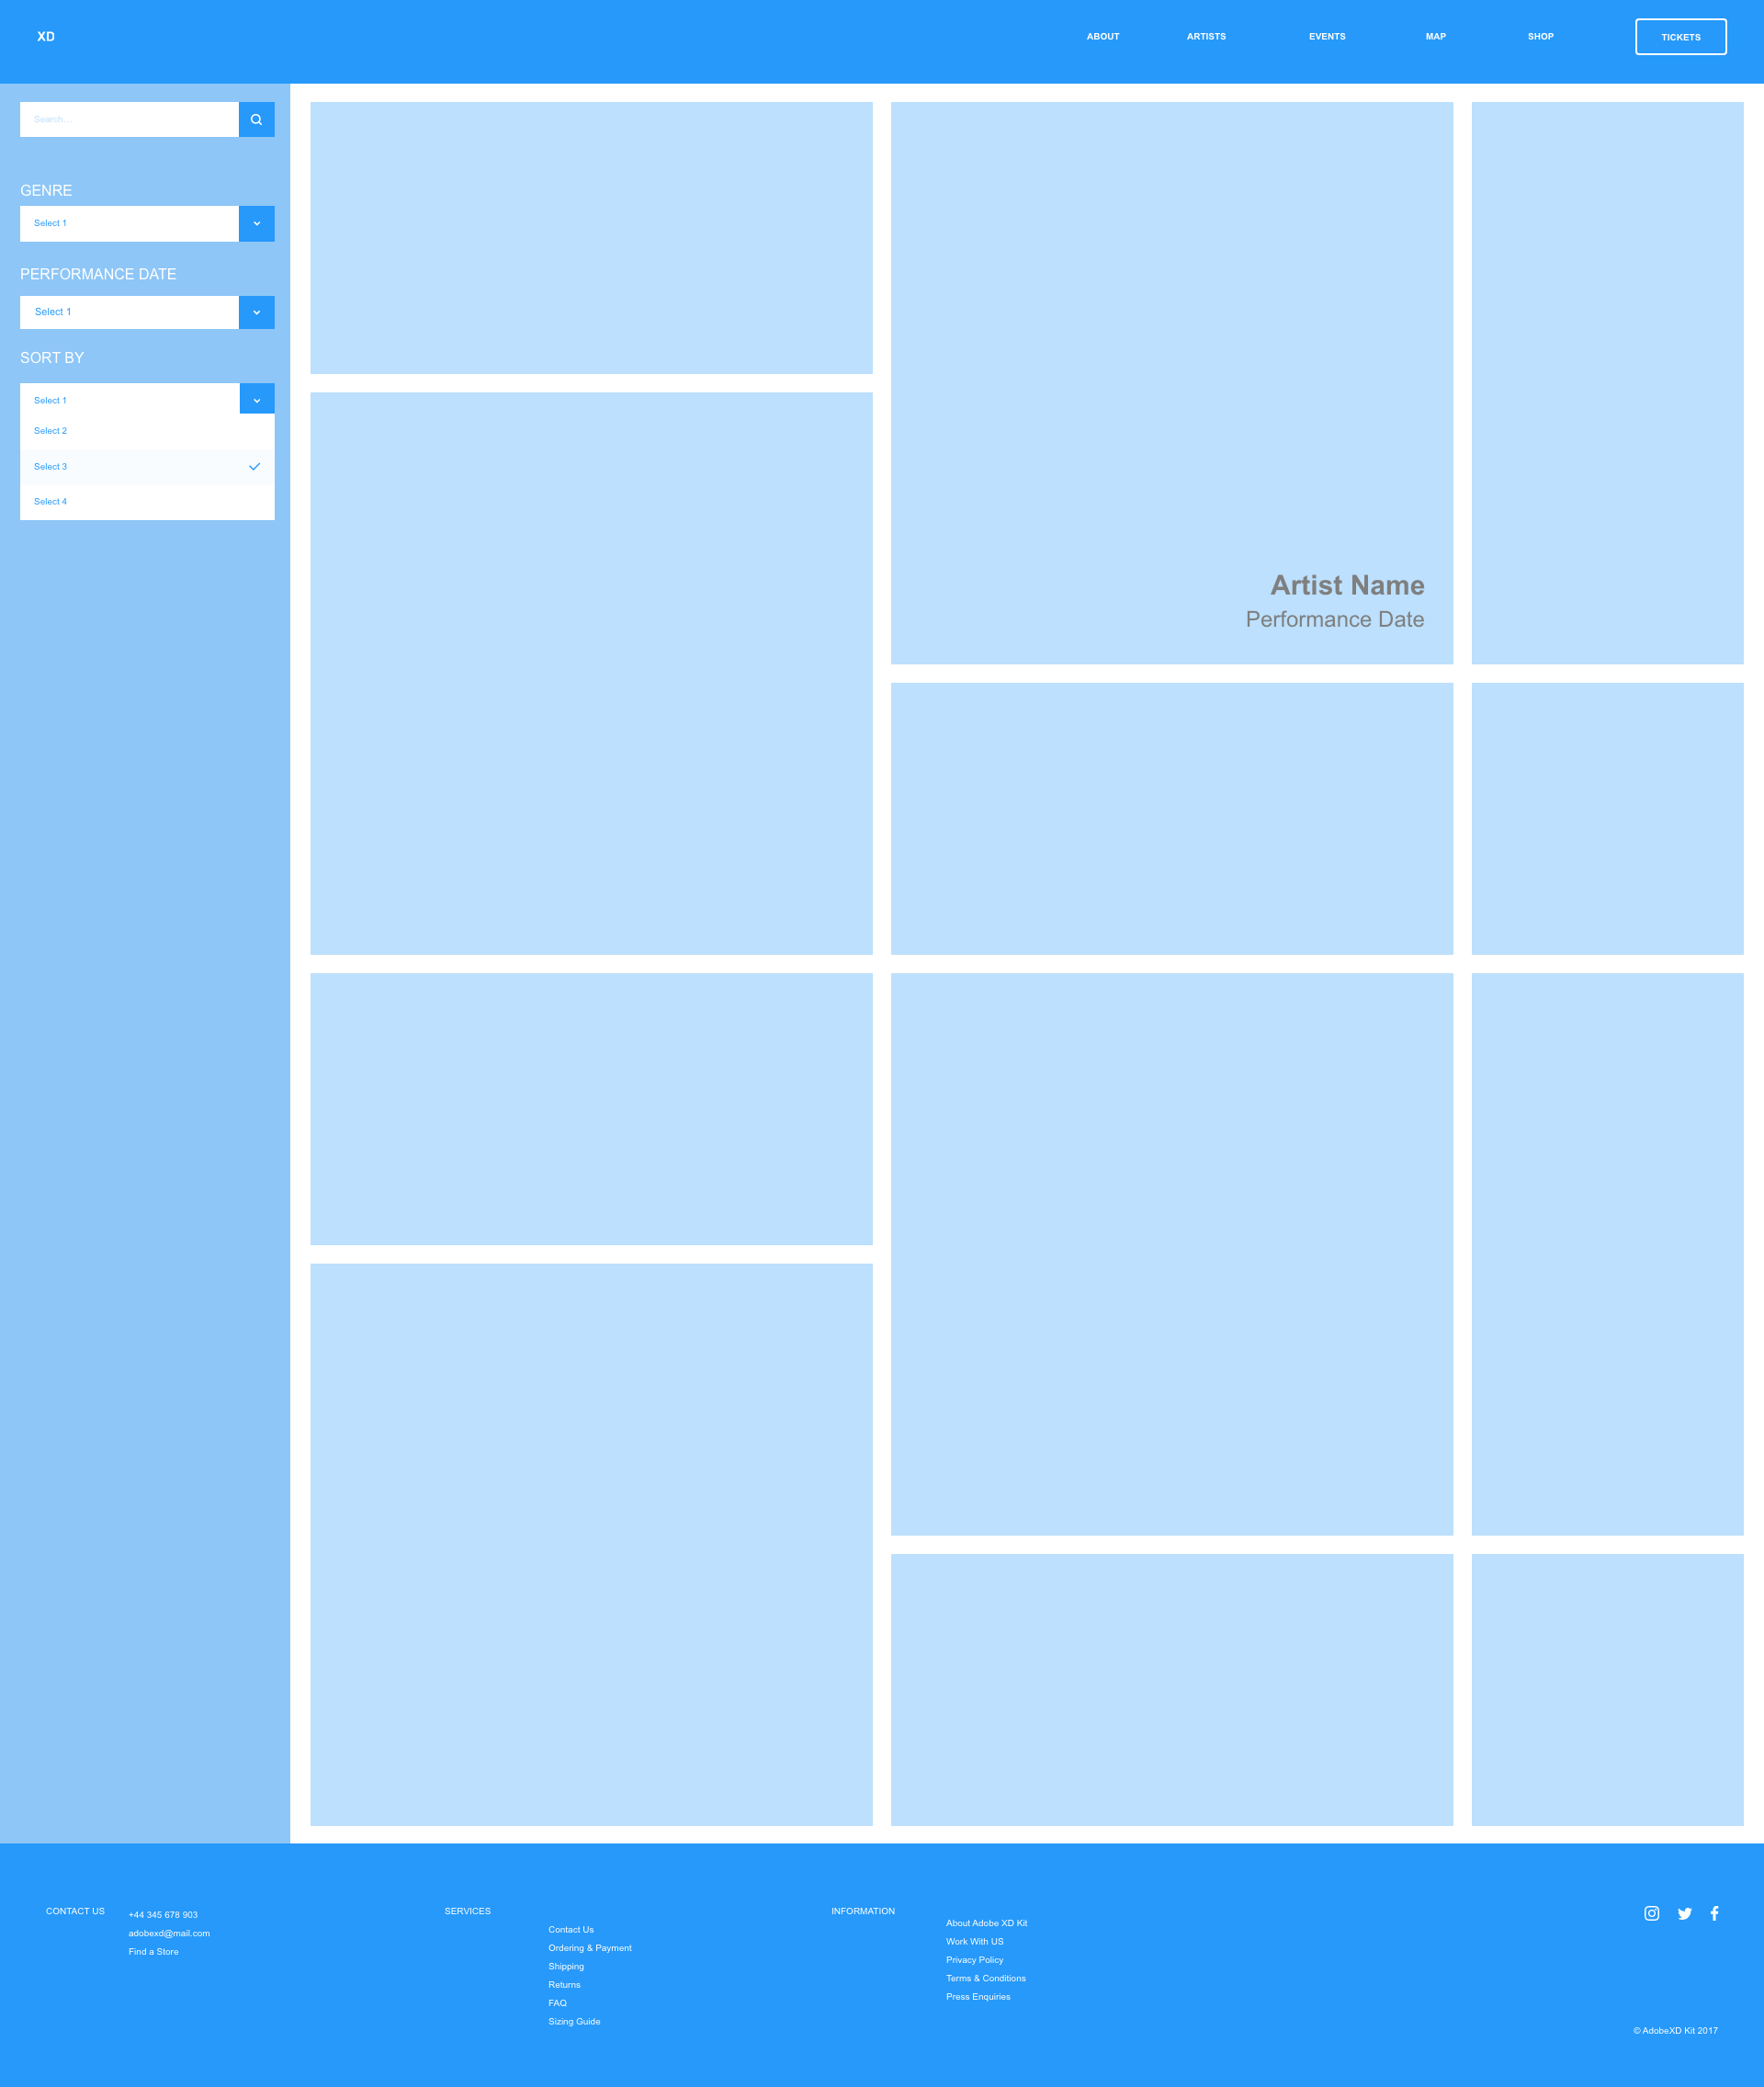 XD
ABOUT
ARTISTS
EVENTS
MAP
SHOP
TICKETS
Search...
GENRE
Select 1
PERFORMANCE DATE
Select 1
SORT BY
Select 1
Select 2
Select 3
Select 4
Artist Name
Performance Date
CONTACT US
+44 345 678 903
adobexd@mail.com
Find a Store
SERVICES
Contact Us
Ordering & Payment
Shipping
Returns
FAQ
Sizing Guide
INFORMATION
About Adobe XD Kit
Work With US
Privacy Policy
Terms & Conditions
Press Enquiries
© AdobeXD Kit 2017